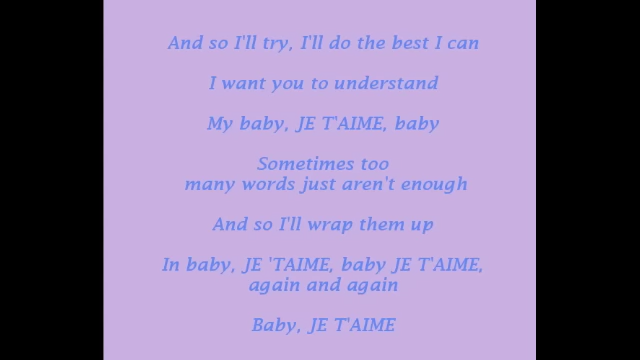 And so I'll try, I'll do the best I can
I want you to understand
My baby, JE T'AIME, baby
Sometimes too
many words just aren't enough
And so I'll wrap them up
In baby, JE 'TAIME, baby JE T'AIME,
again and again
Baby, JE T'AIME